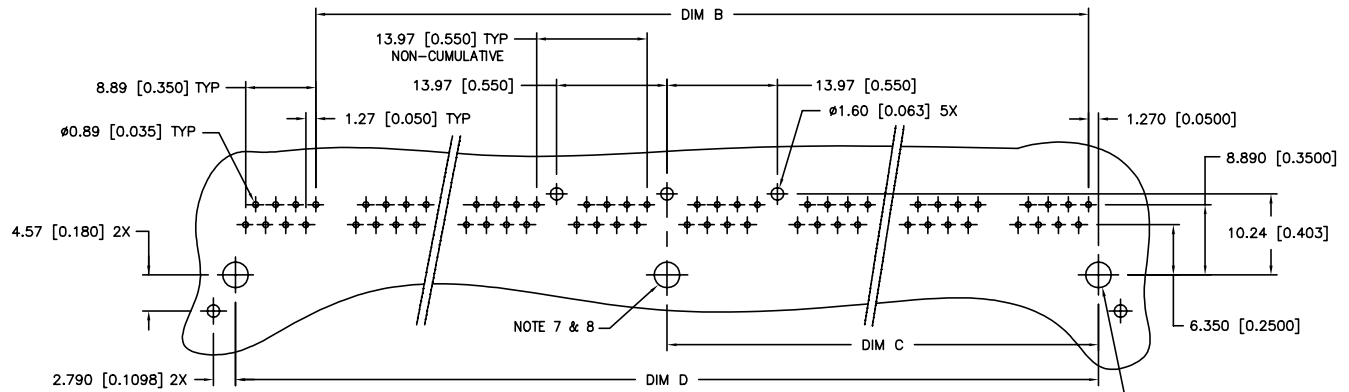 DIM B
13.97 [0.550] TYP
NON-CUMULATIVE
8.89 [0.350] TYP
13.97 [0.550]
13.97 [0.550]
ø0.89 [0.035] TYP
1.27 [0.050] TYP
ø1.60 [0.063] 5X
1.270 [0.0500]
8.890 [0.3500]
4.57 [0.180] 2X
10.24 [0.403]
NOTE 7 & 8
6.350 [0.2500]
DIM C
2.790 [0.1098] 2X
DIM D